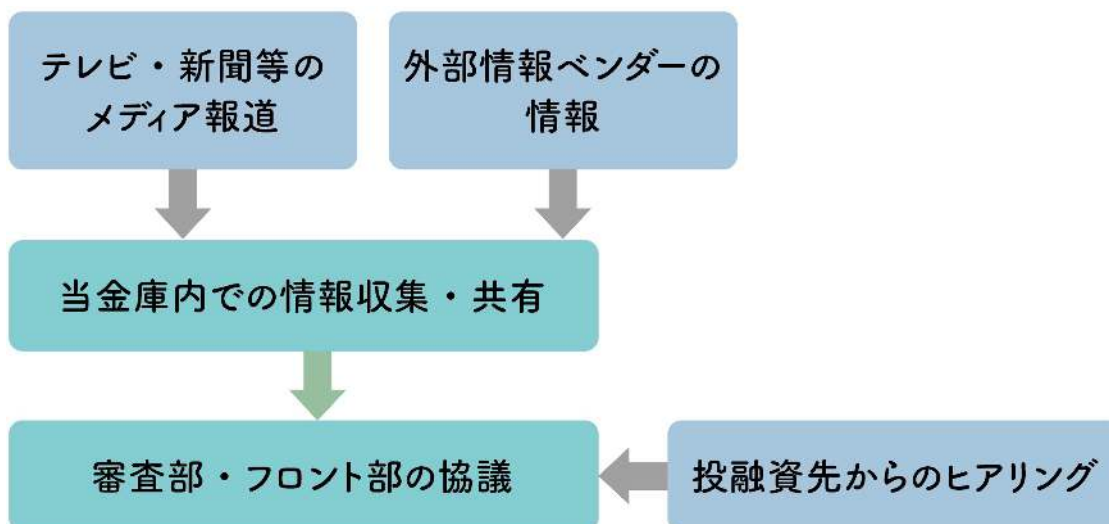 テレビ・新聞等の
メディア報道
外部情報ベンダーの
情報
当金庫内での情報収集・共有
審査部・フロント部の協議
投融資先からのヒアリング